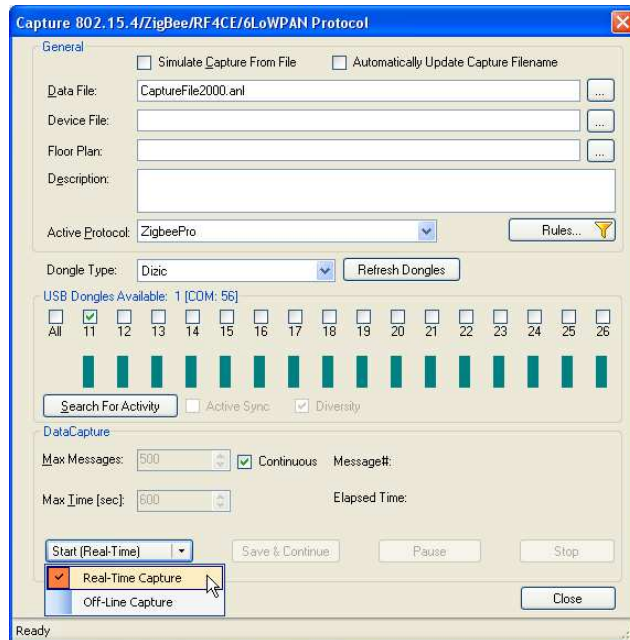 Capture 802.15.4/ZigBee/RF4CE/6LoWPAN Protocol
General
Simulate Capture From File Automatically Update Capture Filename
Data File: CaptureFile2000.anl ...
Device File: ...
Floor Plan: ...
Description:
Active Protocol: ZigbeePro Rules...
Dongle Type: Dizic Refresh Dongles
USB Dongles Available: 1 [COM: 56]
All 11 12 13 14 15 16 17 18 19 20 21 22 23 24 25 26
Search For Activity Active Sync Diversity
DataCapture
Max Messages: 500 Continuous Message#:
Max Time [sec]: 600 Elapsed Time:
Start (Real-Time) Save & Continue Pause Stop
Real-Time Capture
Off-Line Capture Close
Ready